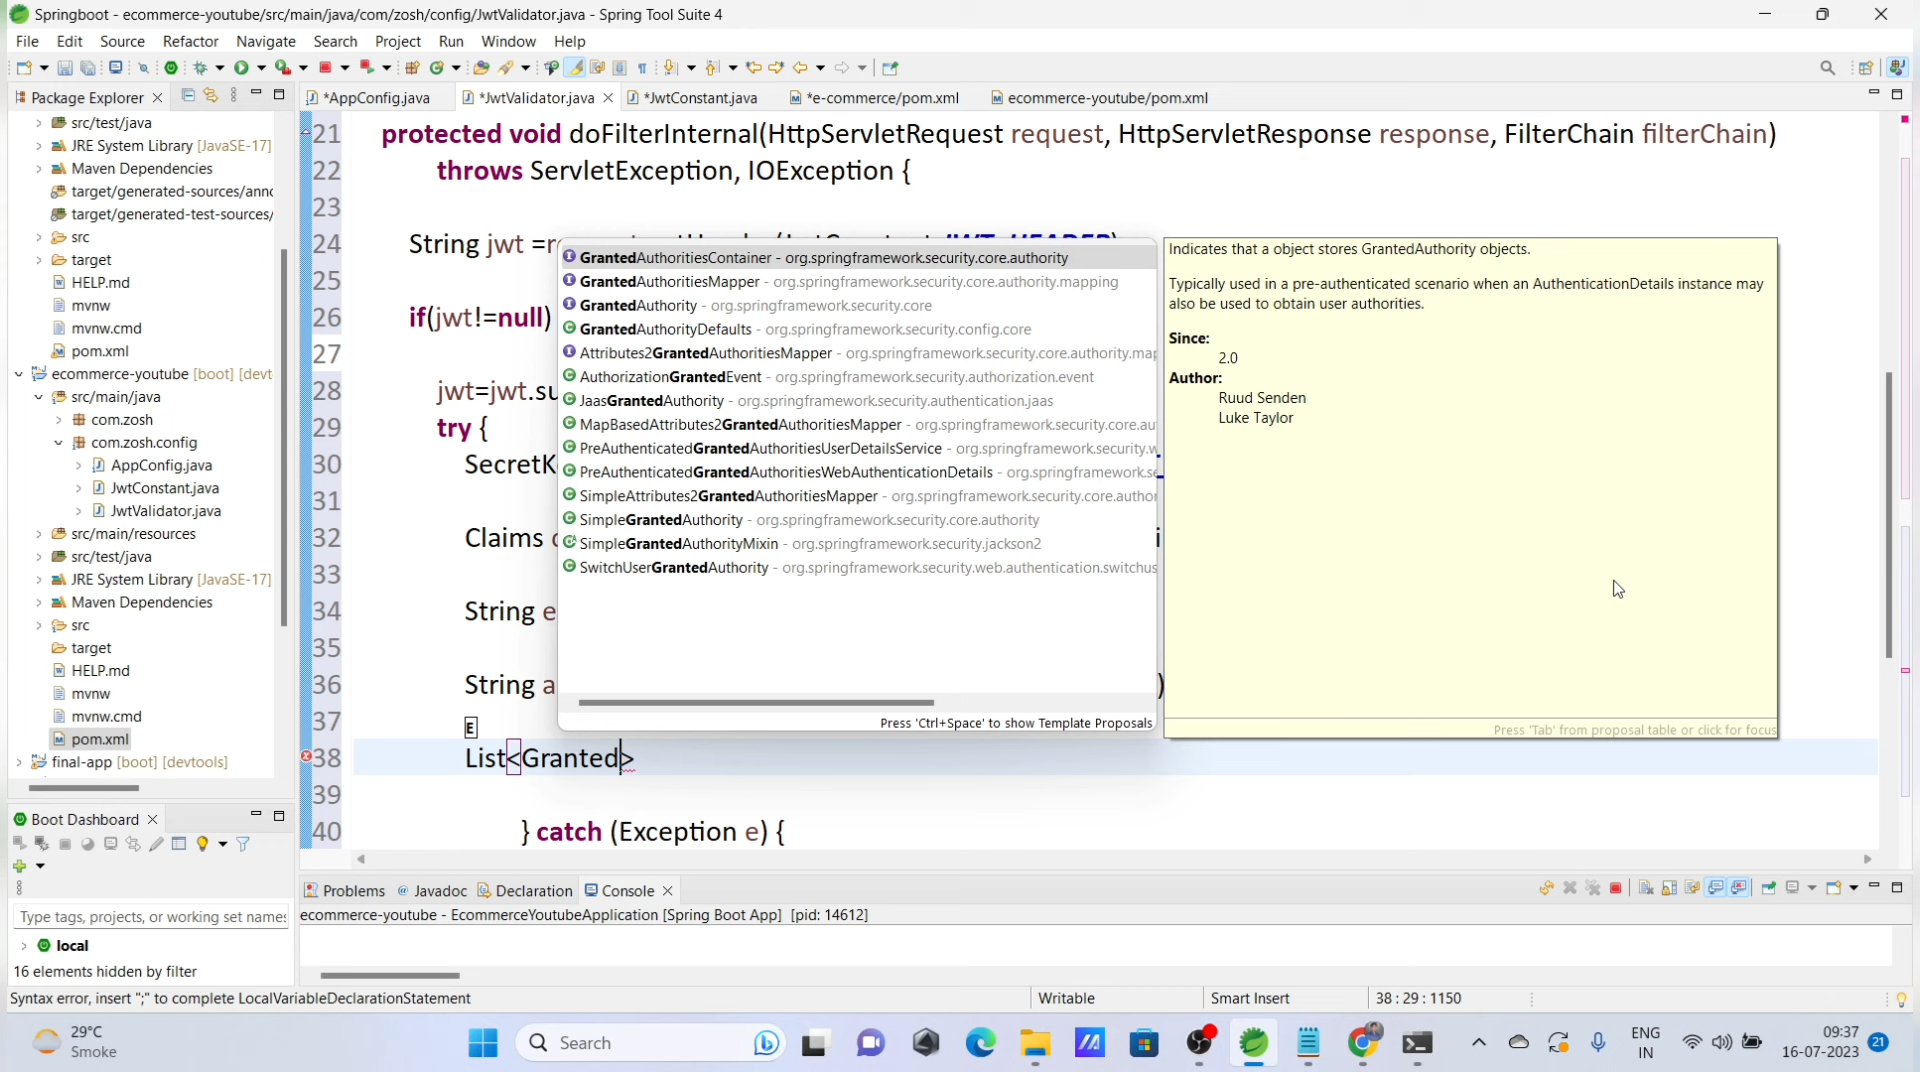 Springboot - ecommerce-youtube/src/main/java/com/zosh/config/JwtValidator.java - Spring Tool Suite 4
File Edit Source Refactor Navigate Search Project Run Window Help
Package Explorer
*AppConfig.java *JwtValidator.java *JwtConstant.java *e-commerce/pom.xml ecommerce-youtube/pom.xml
src/test/java
JRE System Library [JavaSE-17]
Maven Dependencies
target/generated-sources/anno
target/generated-test-sources/
src
target
HELP.md
mvnw
mvnw.cmd
pom.xml
ecommerce-youtube [boot] [devt
src/main/java
com.zosh
com.zosh.config
AppConfig.java
JwtConstant.java
JwtValidator.java
src/main/resources
src/test/java
JRE System Library [JavaSE-17]
Maven Dependencies
src
target
HELP.md
mvnw
mvnw.cmd
pom.xml
final-app [boot] [devtools]
21 protected void doFilterInternal(HttpServletRequest request, HttpServletResponse response, FilterChain filterChain)
22 throws ServletException, IOException {
23
24 String jwt =r
25
26 if(jwt!=null)
27
28 jwt=jwt.su
29 try {
30 SecretK
31
32 Claims
33
34 String e
35
36 String a )
37 E
38 List<Granted>
39
40 } catch (Exception e) {
GrantedAuthoritiesContainer - org.springframework.security.core.authority
GrantedAuthoritiesMapper - org.springframework.security.core.authority.mapping
GrantedAuthority - org.springframework.security.core
GrantedAuthorityDefaults - org.springframework.security.config.core
Attributes2GrantedAuthoritiesMapper - org.springframework.security.core.authority.map
AuthorizationGrantedEvent - org.springframework.security.authorization.event
JaasGrantedAuthority - org.springframework.security.authentication.jaas
MapBasedAttributes2GrantedAuthoritiesMapper - org.springframework.security.core.au
PreAuthenticatedGrantedAuthoritiesUserDetailsService - org.springframework.security.w
PreAuthenticatedGrantedAuthoritiesWebAuthenticationDetails - org.springframework.se
SimpleAttributes2GrantedAuthoritiesMapper - org.springframework.security.core.author
SimpleGrantedAuthority - org.springframework.security.core.authority
SimpleGrantedAuthorityMixin - org.springframework.security.jackson2
SwitchUserGrantedAuthority - org.springframework.security.web.authentication.switchus
Press 'Ctrl+Space' to show Template Proposals
Indicates that a object stores GrantedAuthority objects.
Typically used in a pre-authenticated scenario when an AuthenticationDetails instance may
also be used to obtain user authorities.
Since:
2.0
Author:
Ruud Senden
Luke Taylor
Press 'Tab' from proposal table or click for focus
Boot Dashboard
Type tags, projects, or working set names
local
16 elements hidden by filter
Problems Javadoc Declaration Console
ecommerce-youtube - EcommerceYoutubeApplication [Spring Boot App] [pid: 14612]
Syntax error, insert ";" to complete LocalVariableDeclarationStatement
Writable
Smart Insert
38 : 29 : 1150
29°C
Smoke
Search
ENG
IN
09:37
16-07-2023
21